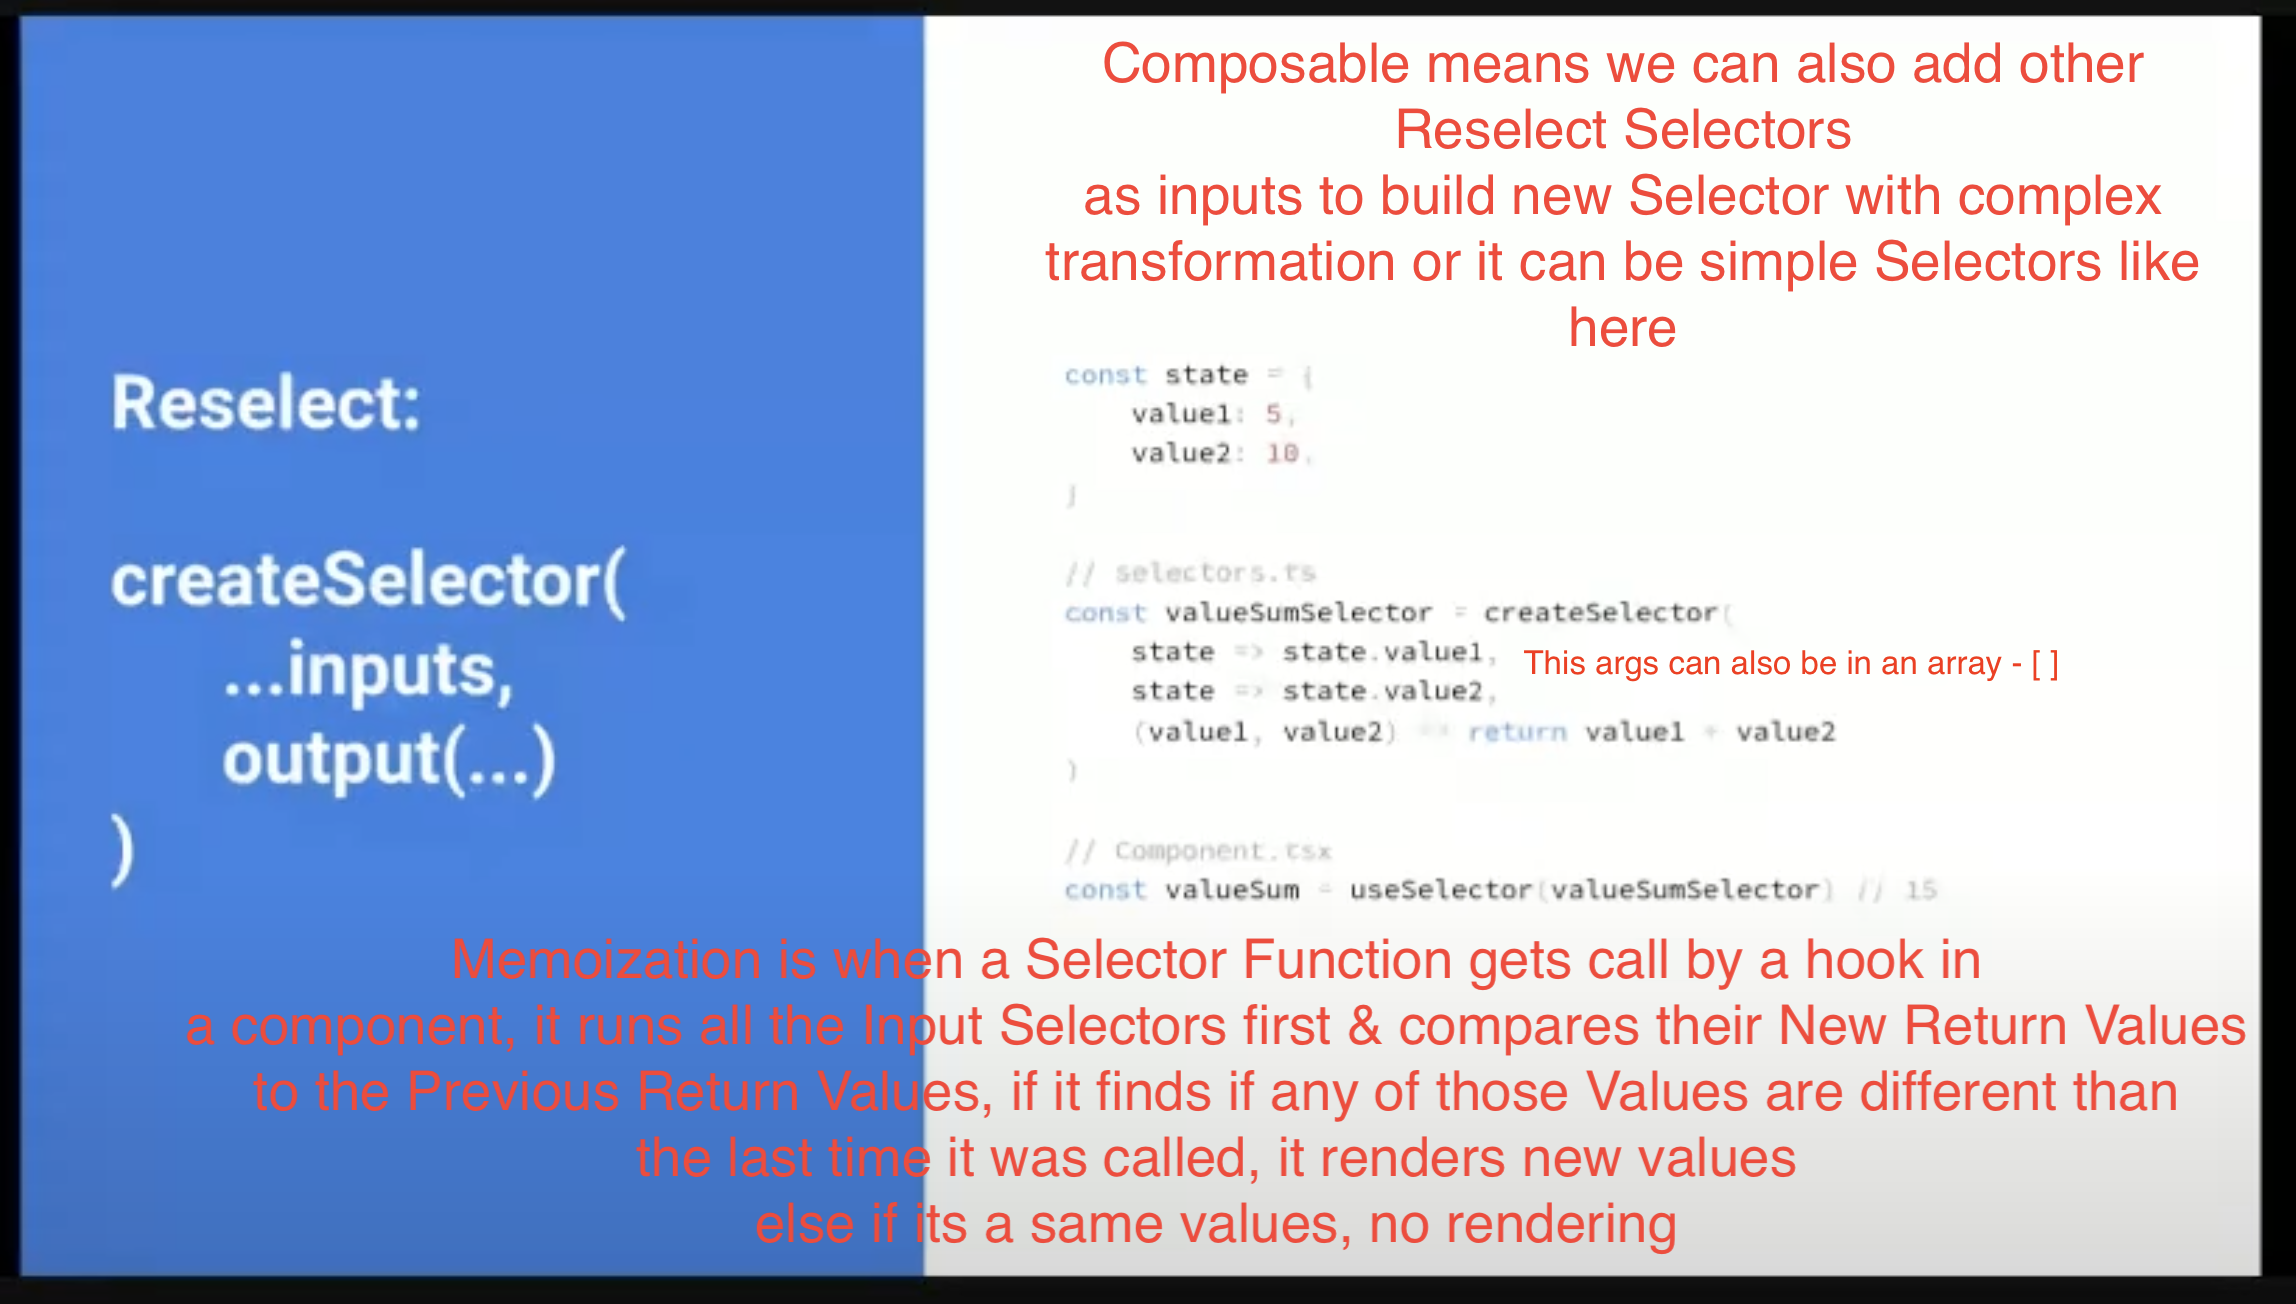 Reselect:
createSelector(
...inputs,
output(...)
)
Composable means we can also add other
Reselect Selectors
as inputs to build new Selector with complex
transformation or it can be simple Selectors like
here
const state = {
value1: 5,
value2: 10,
}
// selectors.ts
const valueSumSelector = createSelector(
state => state.value1,
This args can also be in an array - [ ]
state => state.value2,
(value1, value2) => return value1 + value2
)
// Component.tsx
const valueSum = useSelector(valueSumSelector) // 15
Memoization is when a Selector Function gets call by a hook in
a component, it runs all the Input Selectors first & compares their New Return Values
to the Previous Return Values, if it finds if any of those Values are different than
the last time it was called, it renders new values
else if its a same values, no rendering